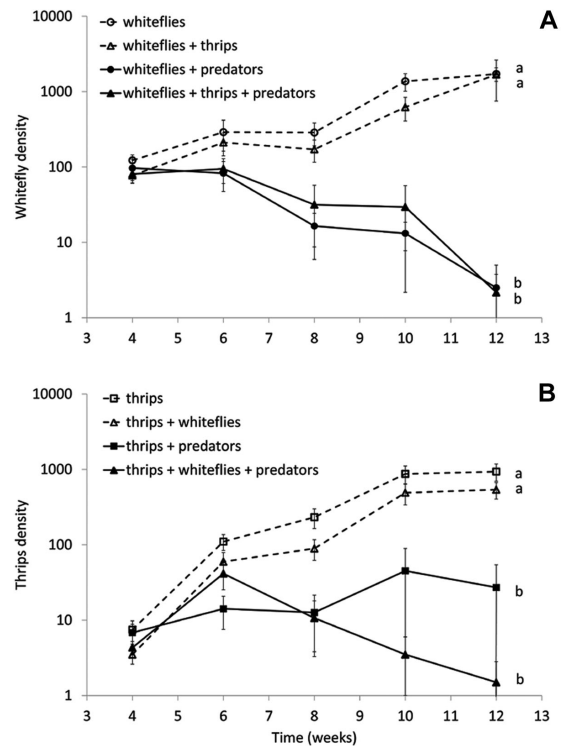 A
whiteflies
whiteflies + thrips
whiteflies + predators
whiteflies + thrips + predators
10000
1000
100
10
1
Whitefly density
a
a
b
b
3 4 5 6 7 8 9 10 11 12 13
B
thrips
thrips + whiteflies
thrips + predators
thrips + whiteflies + predators
10000
1000
100
10
1
Thrips density
a
a
b
b
3 4 5 6 7 8 9 10 11 12 13
Time (weeks)